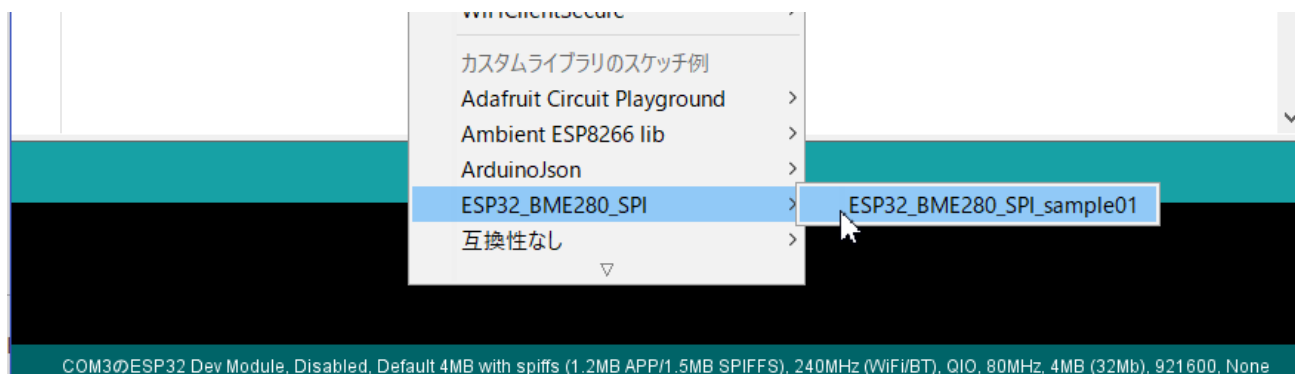 WiFiClientSecure
カスタムライブラリのスケッチ例
Adafruit Circuit Playground
Ambient ESP8266 lib
ArduinoJson
ESP32_BME280_SPI
ESP32_BME280_SPI_sample01
互換性なし
COM3のESP32 Dev Module, Disabled, Default 4MB with spiffs (1.2MB APP/1.5MB SPIFFS), 240MHz (WiFi/BT), QIO, 80MHz, 4MB (32Mb), 921600, None